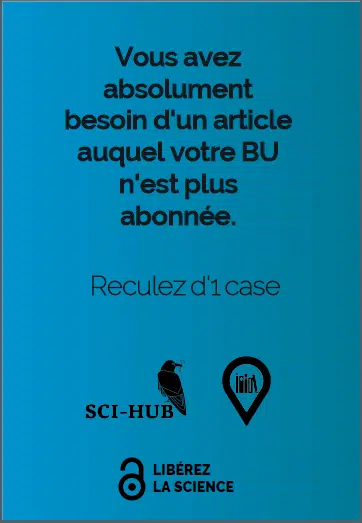 Vous avez
absolument
besoin d'un article
auquel votre BU
n'est plus
abonnée.
Reculez d'1 case
SCI-HUB
LIBÉREZ
LA SCIENCE